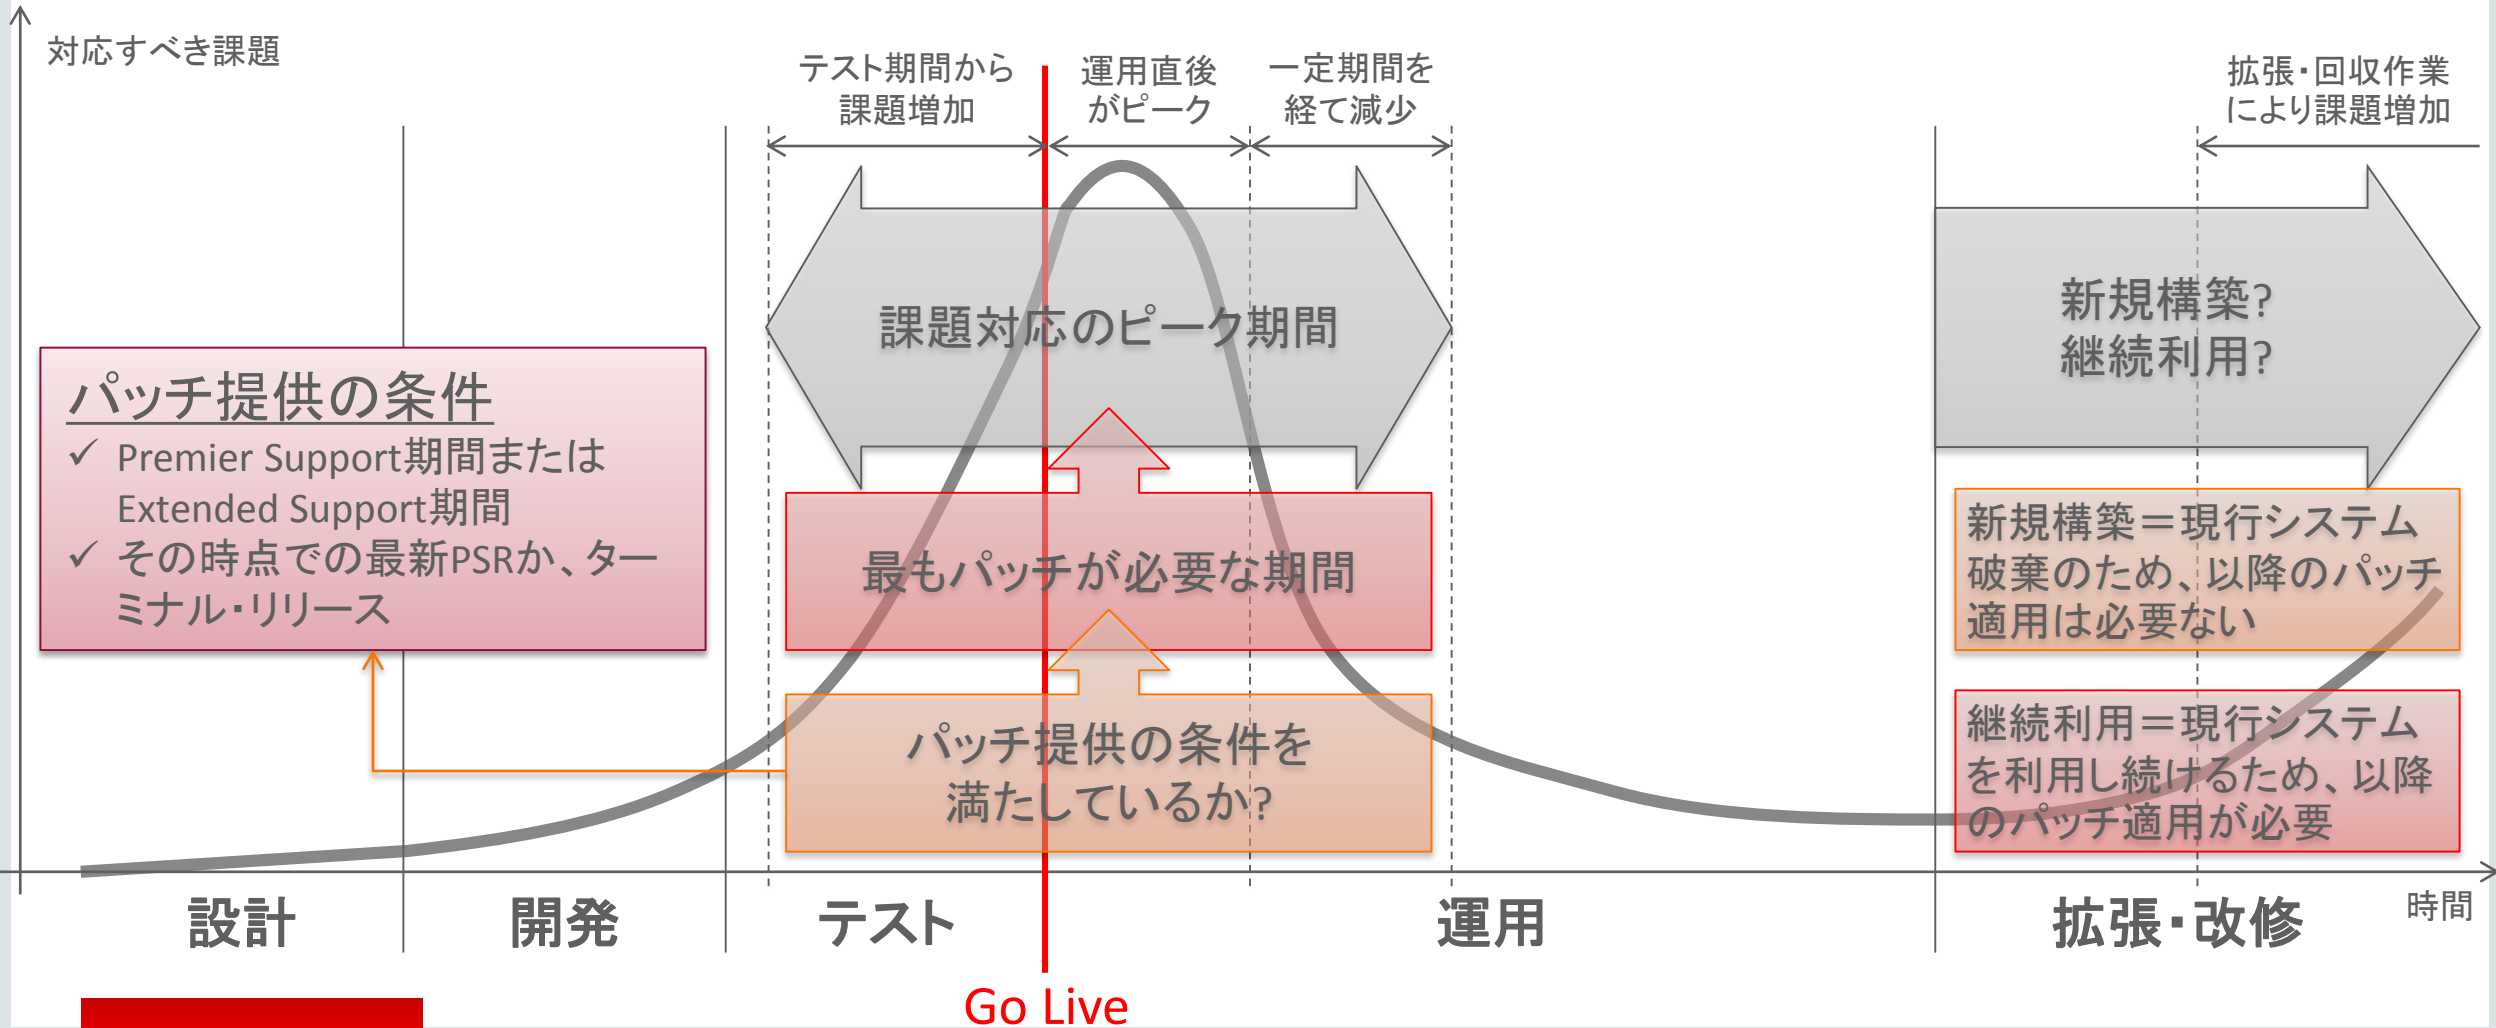 対応すべき課題
テスト期間から
課題増加
運用直後
がピーク
一定期間を
経て減少
拡張・回収作業
により課題増加
課題対応のピーク期間
新規構築?
継続利用?
パッチ提供の条件
✓ Premier Support期間または
Extended Support期間
✓ その時点での最新PSRか、ター
ミナル・リリース
最もパッチが必要な期間
新規構築＝現行システム
破棄のため、以降のパッチ
適用は必要ない
パッチ提供の条件を
満たしているか?
継続利用＝現行システム
を利用し続けるため、以降
のパッチ適用が必要
設計
開発
テスト
運用
拡張・改修
時間
Go Live